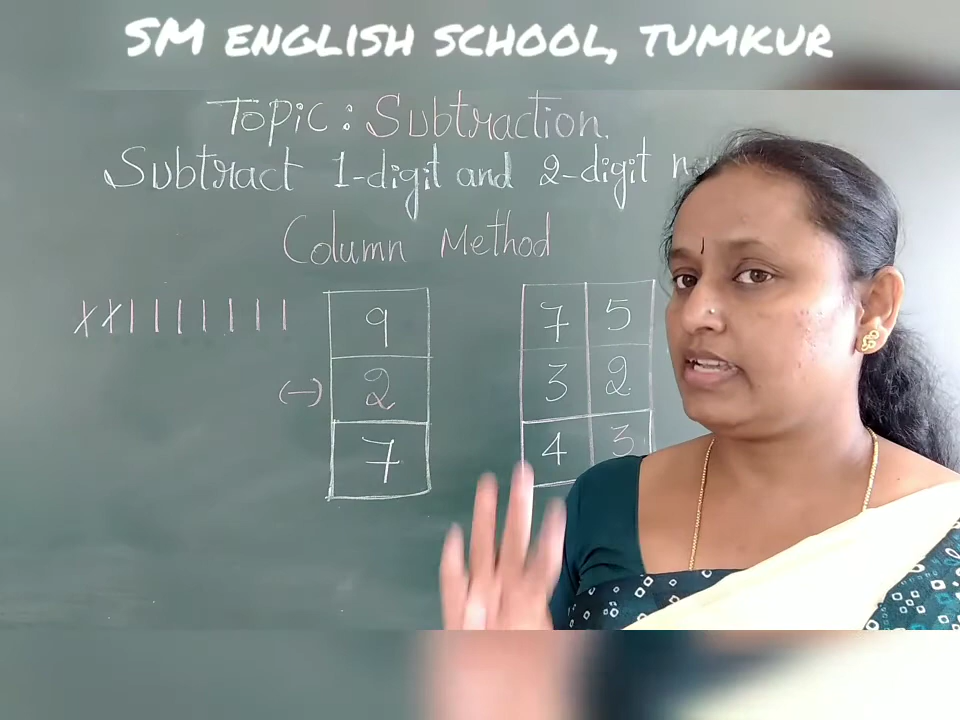 SM ENGLISH SCHOOL, TUMKUR
Topic : Subtraction.
Subtract 1-digit and 2-digit
Column Method
9
(-) 2
7
7 5
3 2
4 3